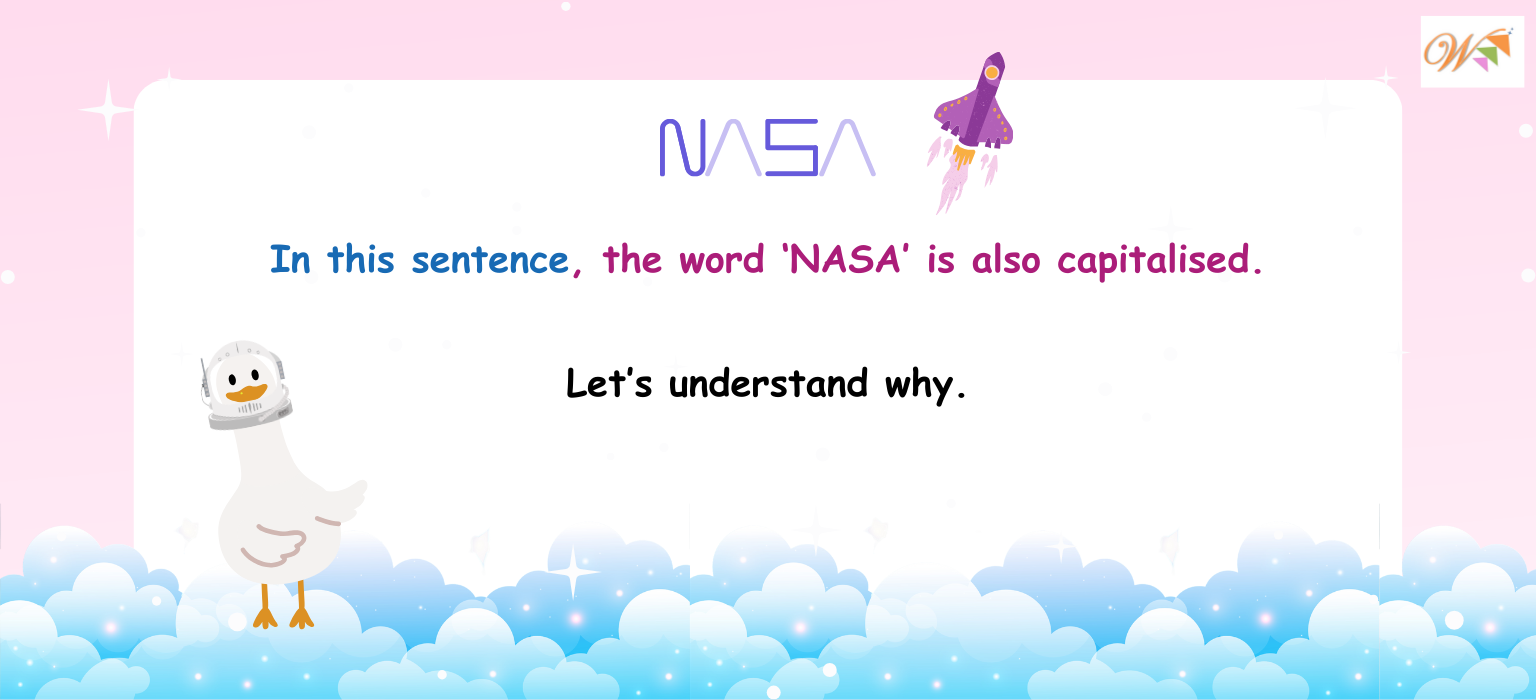 W
NASA
In this sentence, the word ‘NASA’ is also capitalised.
Let’s understand why.